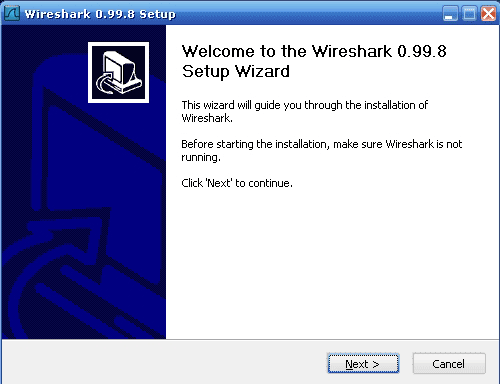 Wireshark 0.99.8 Setup
Welcome to the Wireshark 0.99.8
Setup Wizard
This wizard will guide you through the installation of
Wireshark.
Before starting the installation, make sure Wireshark is not
running.
Click 'Next' to continue.
Next >
Cancel